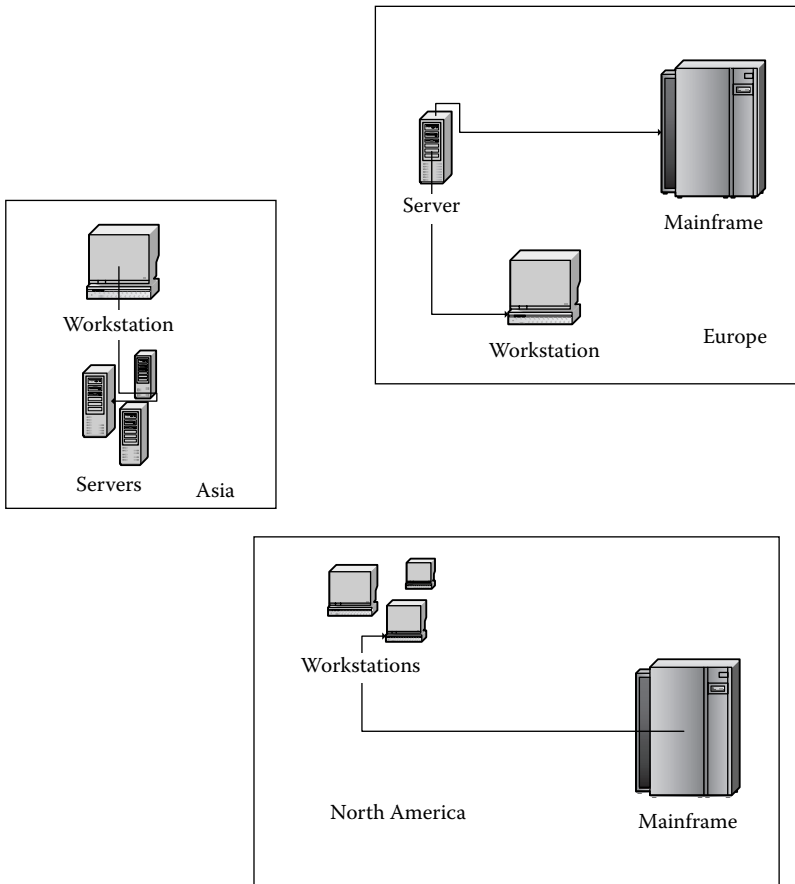 Server
Mainframe
Workstation
Europe
Workstation
Servers
Asia
Workstations
North America
Mainframe